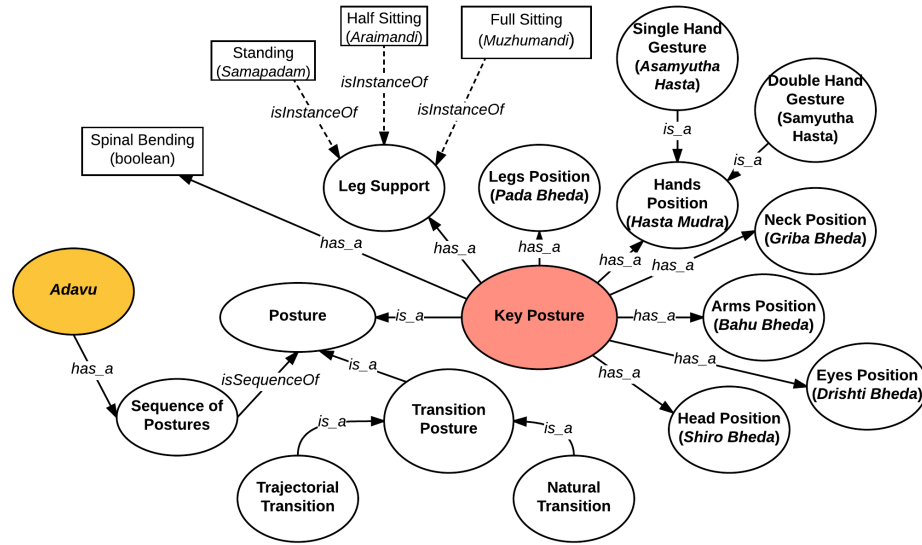 Half Sitting
(Araimandi)
Full Sitting
(Muzhumandi)
Single Hand
Gesture
(Asamyutha
Hasta)
Standing
(Samapadam)
Double Hand
Gesture
(Samyutha
Hasta)
isInstanceOf
isInstanceOf
isInstanceOf
is_a
is_a
Spinal Bending
(boolean)
Leg Support
Legs Position
(Pada Bheda)
Hands
Position
(Hasta Mudra)
Neck Position
(Griba Bheda)
has_a
has_a
has_a
has_a
has_a
Adavu
Posture
is_a
Key Posture
has_a
Arms Position
(Bahu Bheda)
has_a
isSequenceOf
is_a
has_a
has_a
Eyes Position
(Drishti Bheda)
Sequence of
Postures
Transition
Posture
Head Position
(Shiro Bheda)
is_a
is_a
Trajectorial
Transition
Natural
Transition